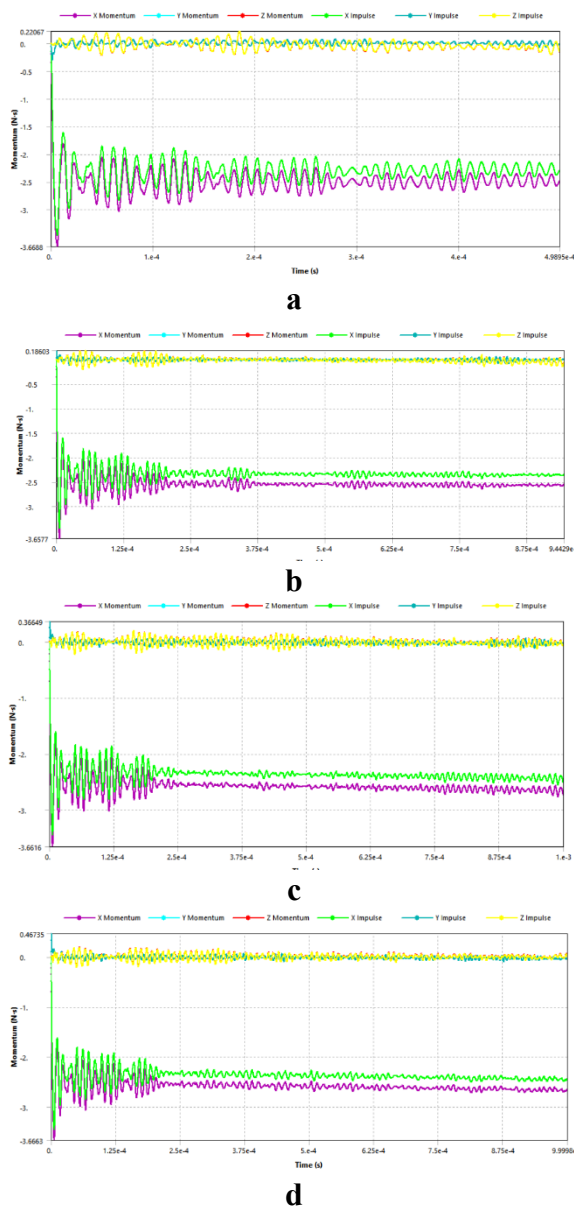 X Momentum Y Momentum Z Momentum X Impulse Y Impulse Z Impulse
0.22067
0.
-0.5
-1.
-1.5
-2.
-2.5
-3.
-3.6688
Momentum (N·s)
0. 1.e-4 2.e-4 3.e-4 4.e-4 4.9895e-4
Time (s)
a
X Momentum Y Momentum Z Momentum X Impulse Y Impulse Z Impulse
0.18603
0.
-0.5
-1.
-1.5
-2.
-2.5
-3.
-3.6577
Momentum (N·s)
0. 1.25e-4 2.5e-4 3.75e-4 5.e-4 6.25e-4 7.5e-4 8.75e-4 9.4429e-4
b
X Momentum Y Momentum Z Momentum X Impulse Y Impulse Z Impulse
0.36649
0.
-1.
-2.
-3.
-3.6616
Momentum (N·s)
0. 1.25e-4 2.5e-4 3.75e-4 5.e-4 6.25e-4 7.5e-4 8.75e-4 1.e-3
c
X Momentum Y Momentum Z Momentum X Impulse Y Impulse Z Impulse
0.46735
0.
-1.
-2.
-3.
-3.6663
Momentum (N·s)
0. 1.25e-4 2.5e-4 3.75e-4 5.e-4 6.25e-4 7.5e-4 8.75e-4
Time (s)
d